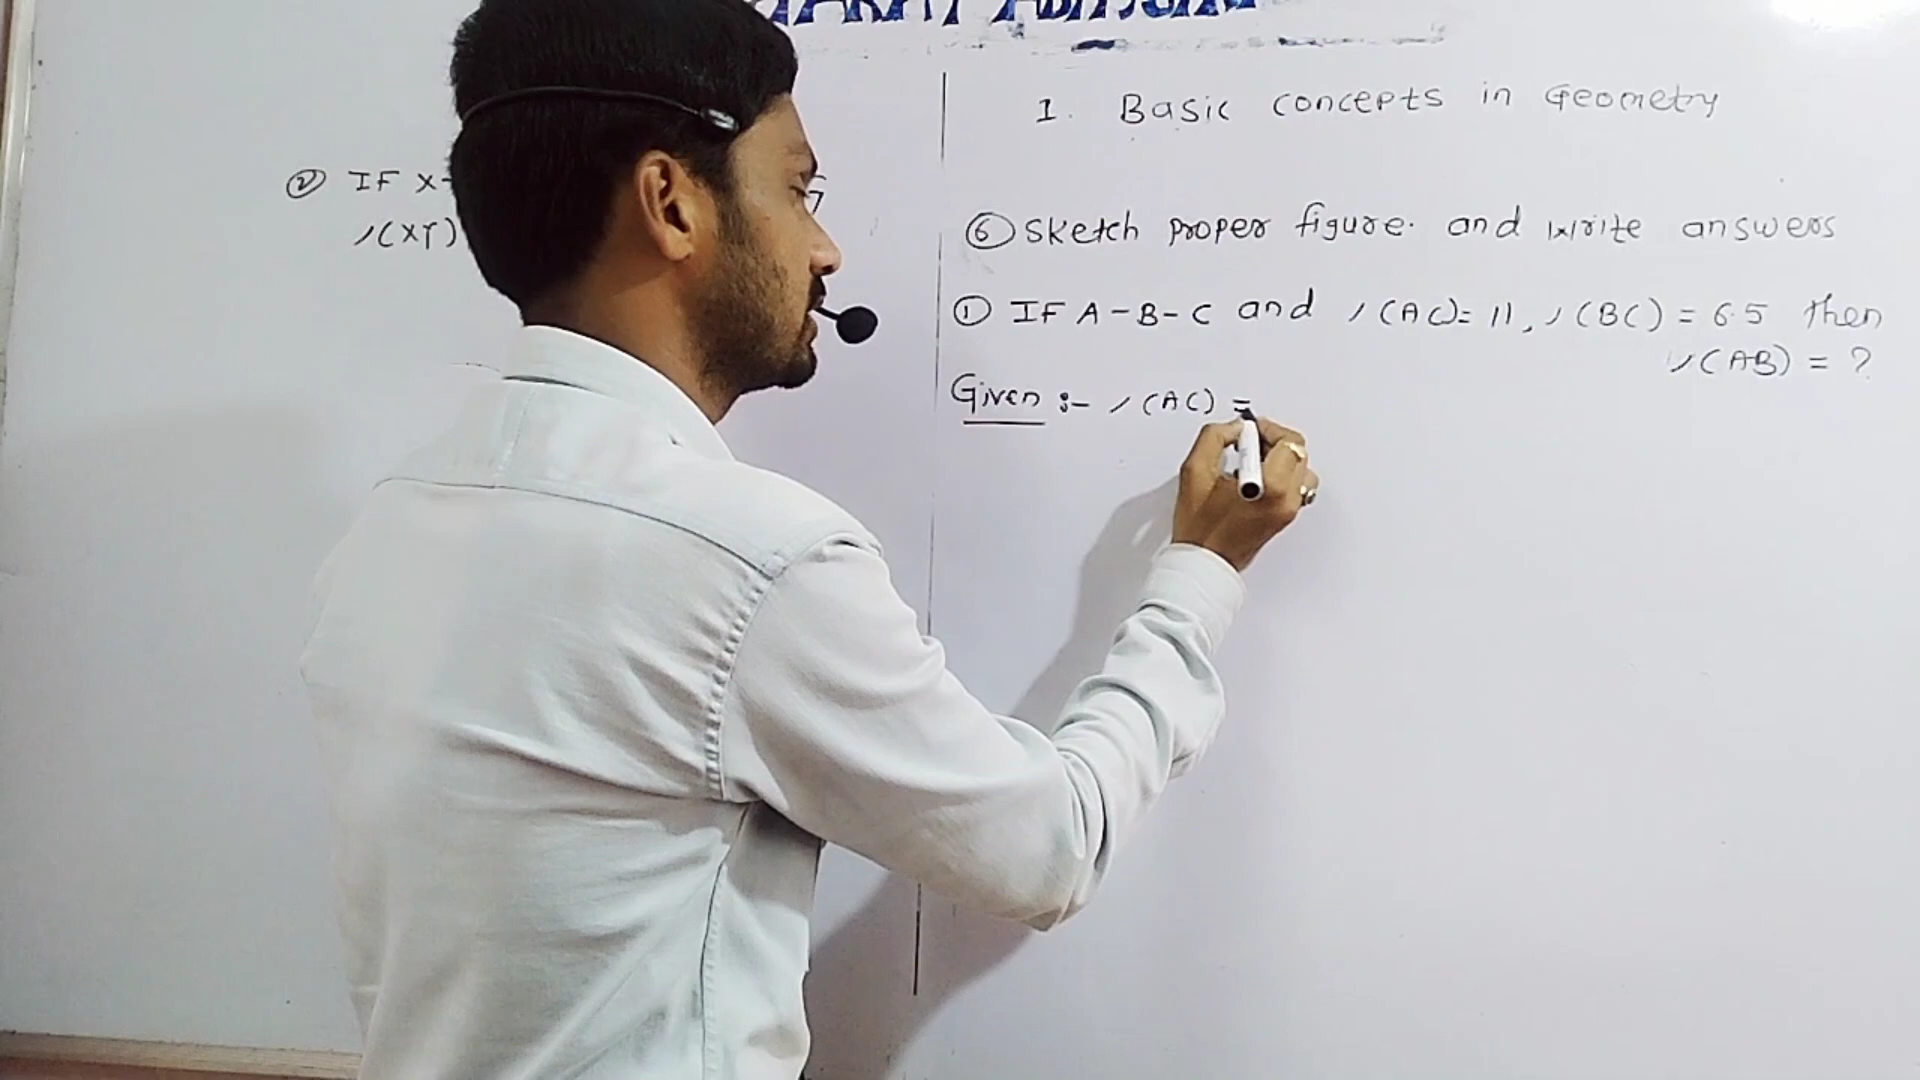 ② IF X-
l(XY)
1. Basic concepts in Geometry
⑥ Sketch proper figure. and write answers
① IF A-B-C and l(AC)= 11, l(BC) = 6.5 then
l(AB) = ?
Given :- l(AC) =